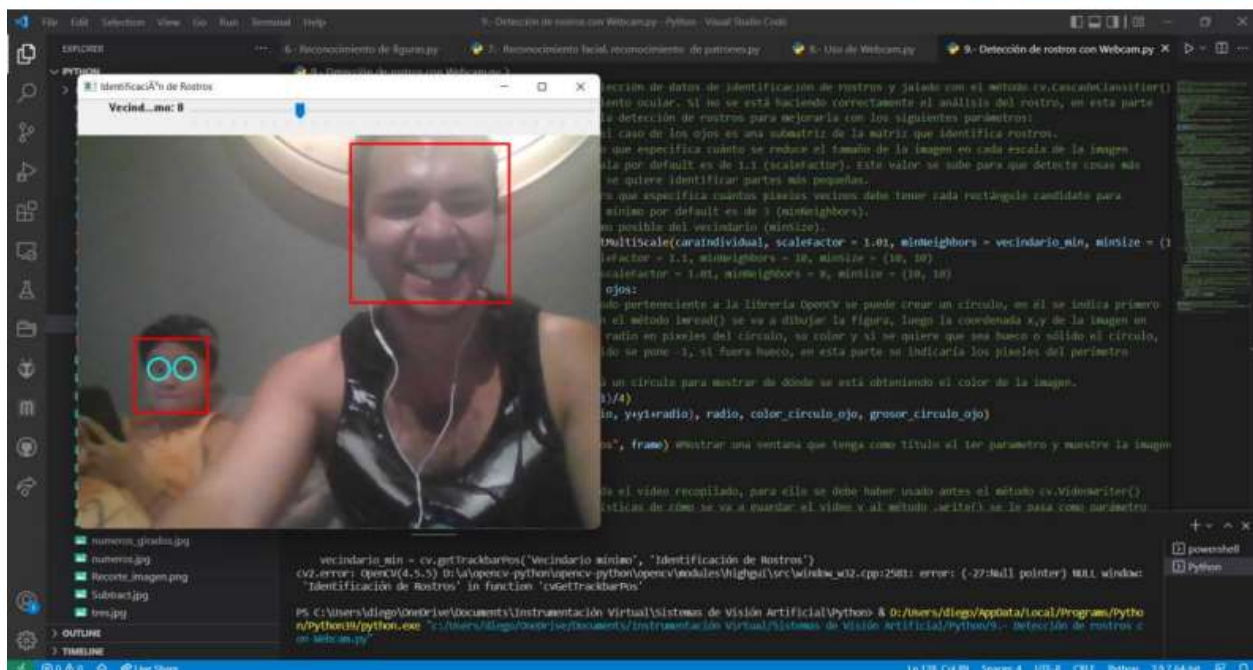 File Edit Selection View Go Run Terminal Help
9.- Detección de rostros con Webcam.py - Python - Visual Studio Code
EXPLORER
6.- Reconocimiento de figuras.py
7.- Reconocimiento facial, reconocimiento de patrones.py
8.- Uso de Webcam.py
9.- Detección de rostros con Webcam.py
PYTHON
IdentificaciÃ³n de Rostros
Vecind...mo: 8
ección de datos de identificación de rostros y jalado con el método cv.CascadeClassifier()
iento ocular. Si no se está haciendo correctamente el análisis del rostro, en esta parte
la detección de rostros para mejorarla con los siguientes parámetros:
el caso de los ojos es una submatriz de la matriz que identifica rostros.
o que especifica cuánto se reduce el tamaño de la imagen en cada escala de la imagen
la por default es de 1.1 (scaleFactor). Este valor se sube para que detecte cosas más
se quiere identificar partes más pequeñas.
ro que especifica cuántos pixeles vecinos debe tener cada rectángulo candidato para
mínimo por default es de 3 (minNeighbors).
mo posible del vecindario (minSize).
tMultiScale(caraIndividual, scaleFactor = 1.01, minNeighbors = vecindario_min, minSize = (1
leFactor = 1.1, minNeighbors = 10, minSize = (10, 10)
scaleFactor = 1.01, minNeighbors = 8, minSize = (10, 10)
ojos:
do perteneciente a la librería OpenCV se puede crear un círculo, en él se indica primero
n el método imread() se va a dibujar la figura, luego la coordenada x,y de la imagen en
radio en pixeles del círculo, su color y si se quiere que sea hueco o sólido el círculo,
ido se pone -1, si fuera hueco, en esta parte se indicaría los pixeles del perímetro
á un círculo para mostrar de dónde se está obteniendo el color de la imagen.
)/4)
io, y+y1+radio), radio, color_circulo_ojo, grosor_circulo_ojo)
os", frame) #Mostrar una ventana que tenga como título el 1er parametro y muestre la imagen
da el video recopilado, para ello se debe haber usado antes el método cv.VideoWriter()
ísticas de cómo se va a guardar el video y al método .write() se le pasa como parámetro
numeros_girados.jpg
numeros.jpg
Recorte_imagen.png
Subtract.jpg
tres.jpg
OUTLINE
TIMELINE
vecindario_min = cv.getTrackbarPos('Vecindario mínimo', 'Identificación de Rostros')
cv2.error: OpenCV(4.5.5) D:\a\opencv-python\opencv-python\opencv\modules\highgui\src\window_w32.cpp:2581: error: (-27:Null pointer) NULL window:
'Identificación de Rostros' in function 'cvGetTrackbarPos'
PS C:\Users\diego\OneDrive\Documents\Instrumentación Virtual\Sistemas de Visión Artificial\Python> & D:/Users/diego/AppData/Local/Programs/Pytho
n/Python39/python.exe "c:/Users/diego/OneDrive/Documents/Instrumentación Virtual/Sistemas de Visión Artificial/Python/9.- Detección de rostros c
on Webcam.py"
powershell
Python
Live Share
Ln 128, Col 89 Spaces: 4 UTF-8 CRLF Python 3.9.7 64-bit